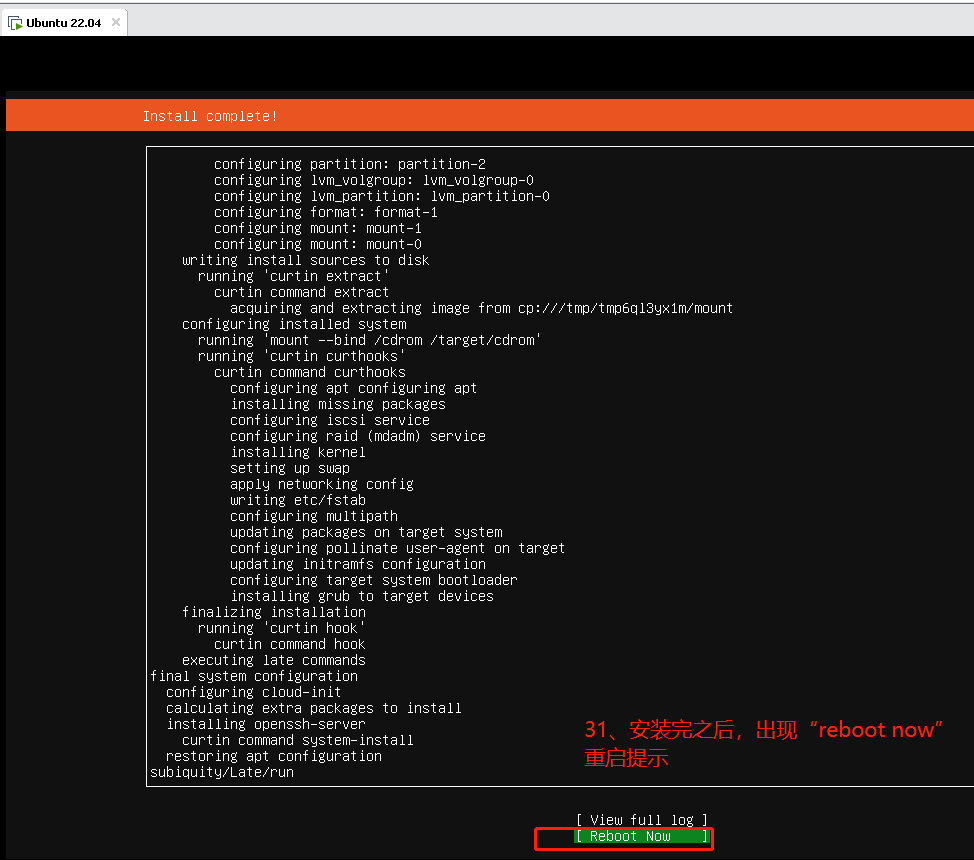 Ubuntu 22.04
Install complete!
configuring partition: partition-2
configuring lvm_volgroup: lvm_volgroup-0
configuring lvm_partition: lvm_partition-0
configuring format: format-1
configuring mount: mount-1
configuring mount: mount-0
writing install sources to disk
running 'curtin extract'
curtin command extract
acquiring and extracting image from cp:///tmp/tmp6ql3yx1m/mount
configuring installed system
running 'mount --bind /cdrom /target/cdrom'
running 'curtin curthooks'
curtin command curthooks
configuring apt configuring apt
installing missing packages
configuring iscsi service
configuring raid (mdadm) service
installing kernel
setting up swap
apply networking config
writing etc/fstab
configuring multipath
updating packages on target system
configuring pollinate user-agent on target
updating initramfs configuration
configuring target system bootloader
installing grub to target devices
finalizing installation
running 'curtin hook'
curtin command hook
executing late commands
final system configuration
configuring cloud-init
calculating extra packages to install
installing openssh-server
curtin command system-install
restoring apt configuration
subiquity/Late/run
31、安装完之后，出现“reboot now”
重启提示
[ View full log ]
[ Reboot Now ]